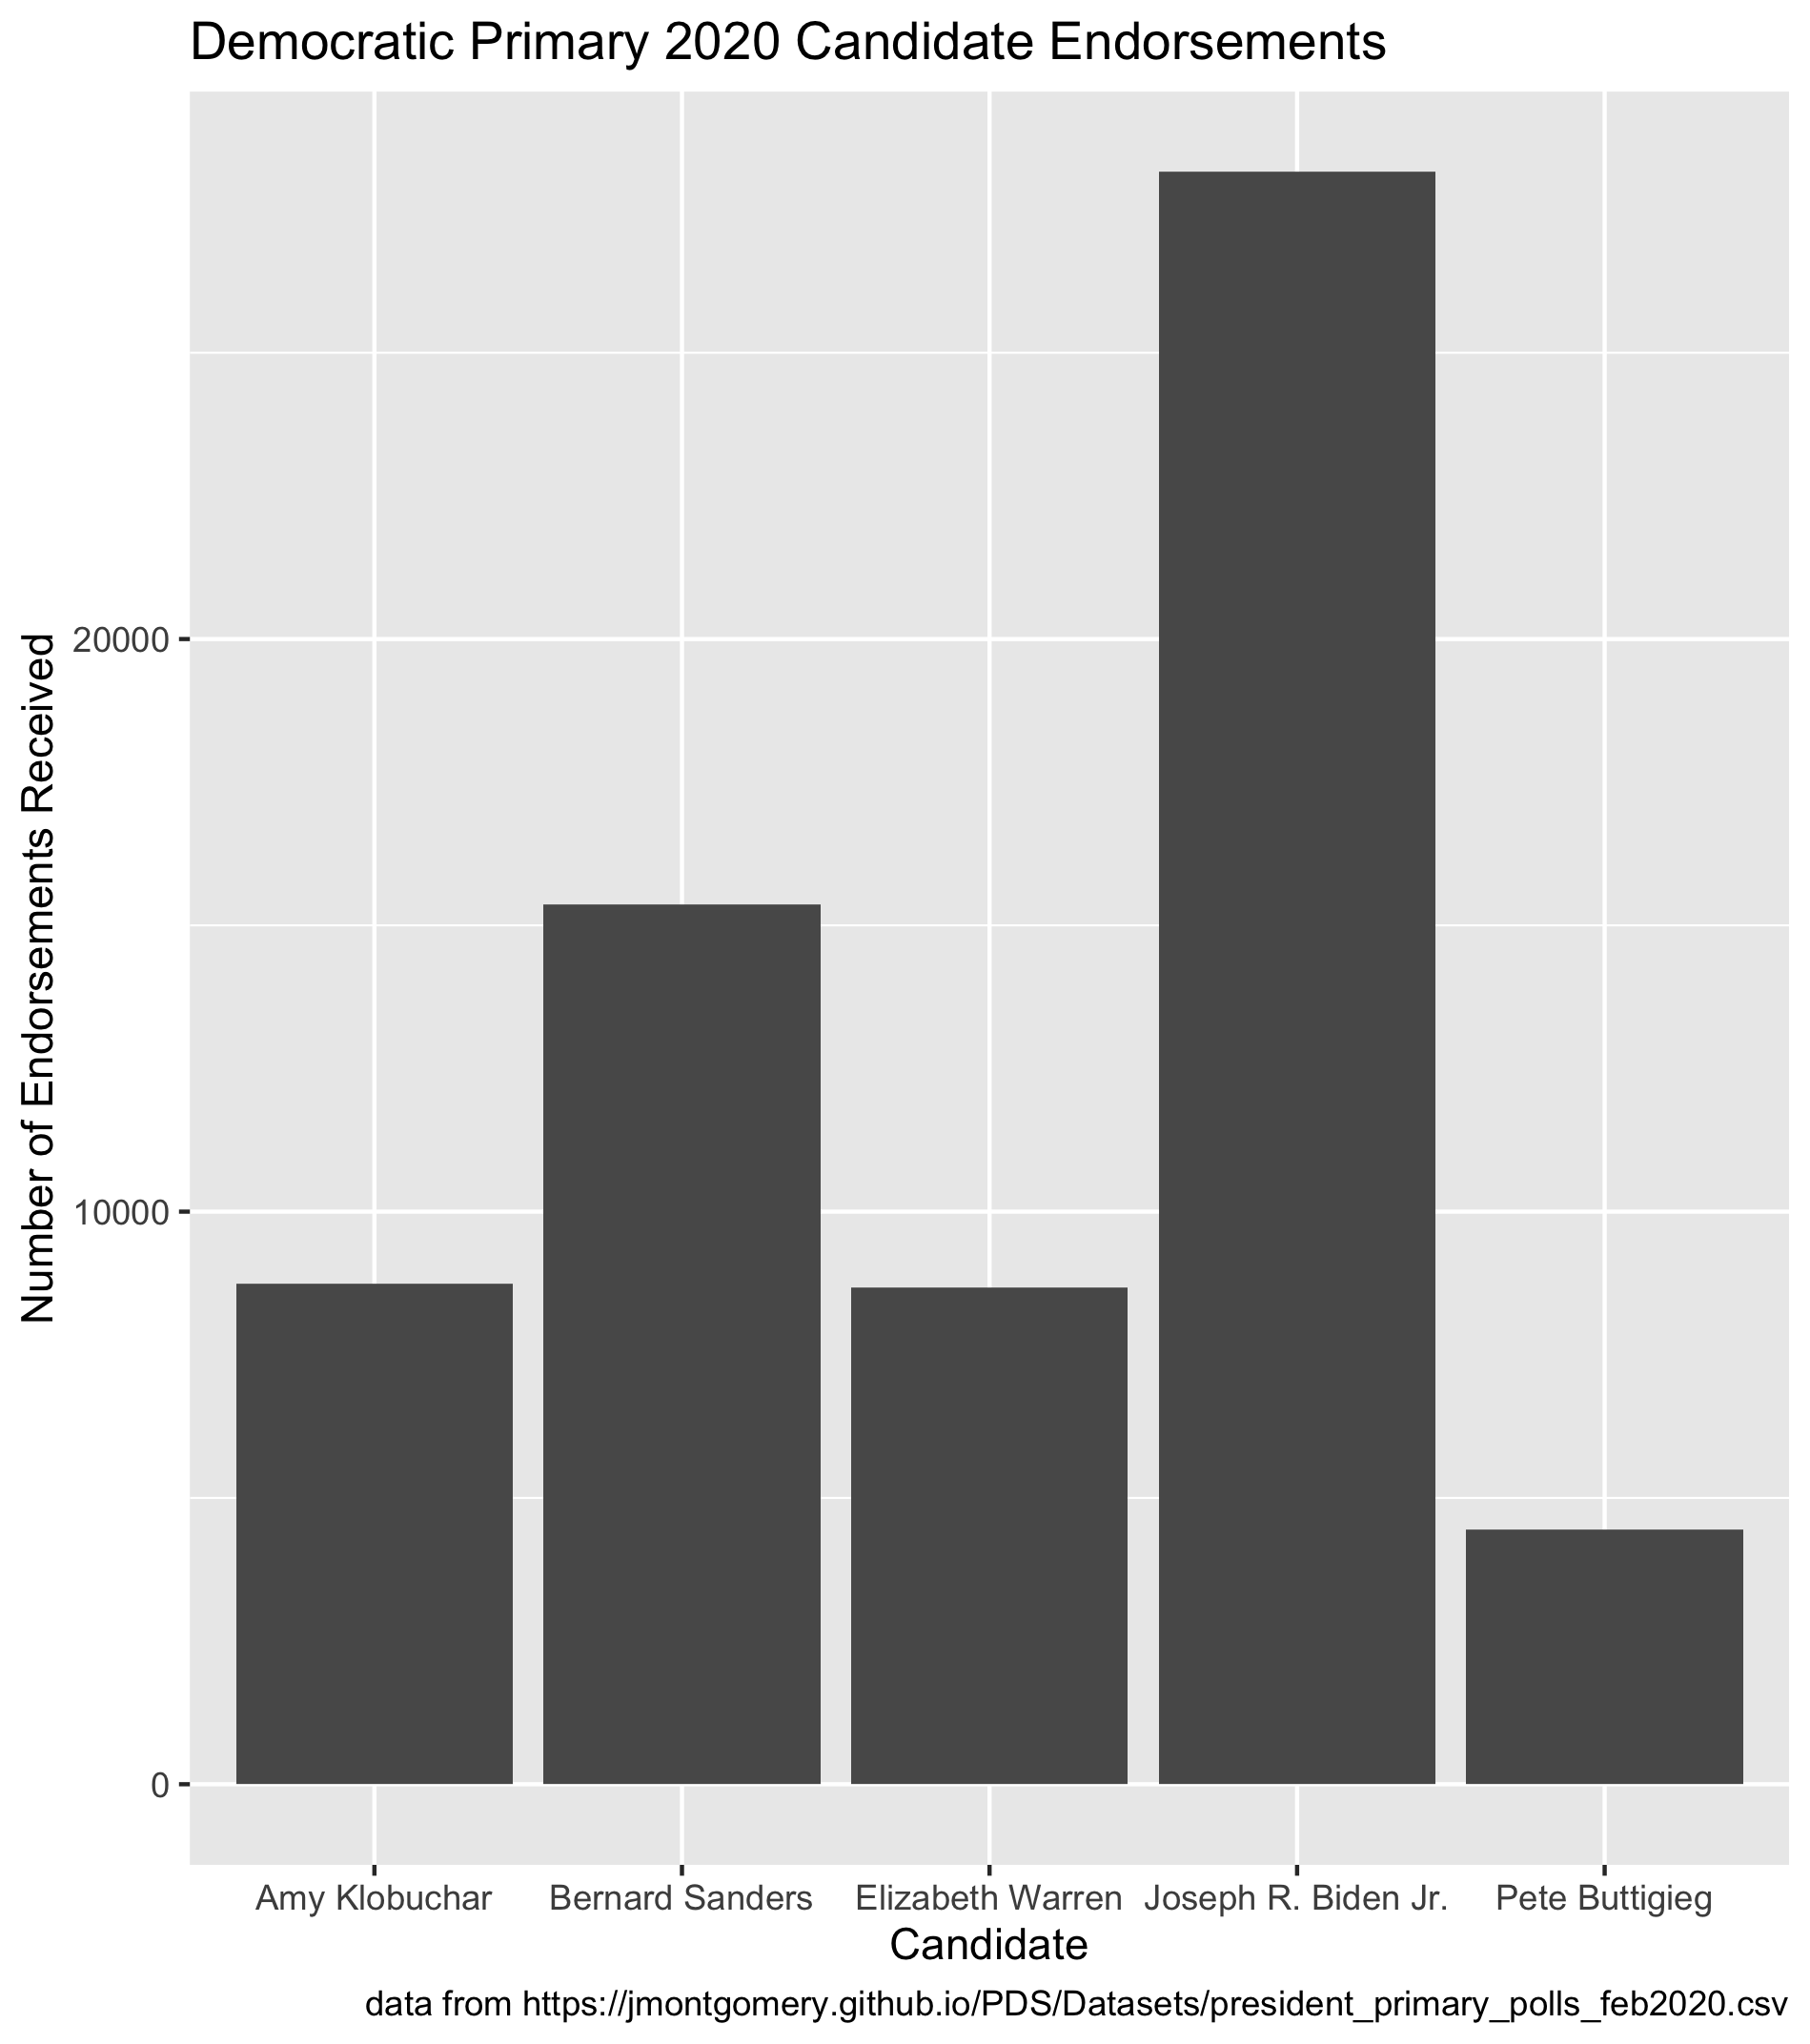 Democratic Primary 2020 Candidate Endorsements
Number of Endorsements Received
20000
10000
0
Amy Klobuchar Bernard Sanders Elizabeth Warren Joseph R. Biden Jr. Pete Buttigieg
Candidate
data from https://jmontgomery.github.io/PDS/Datasets/president_primary_polls_feb2020.csv